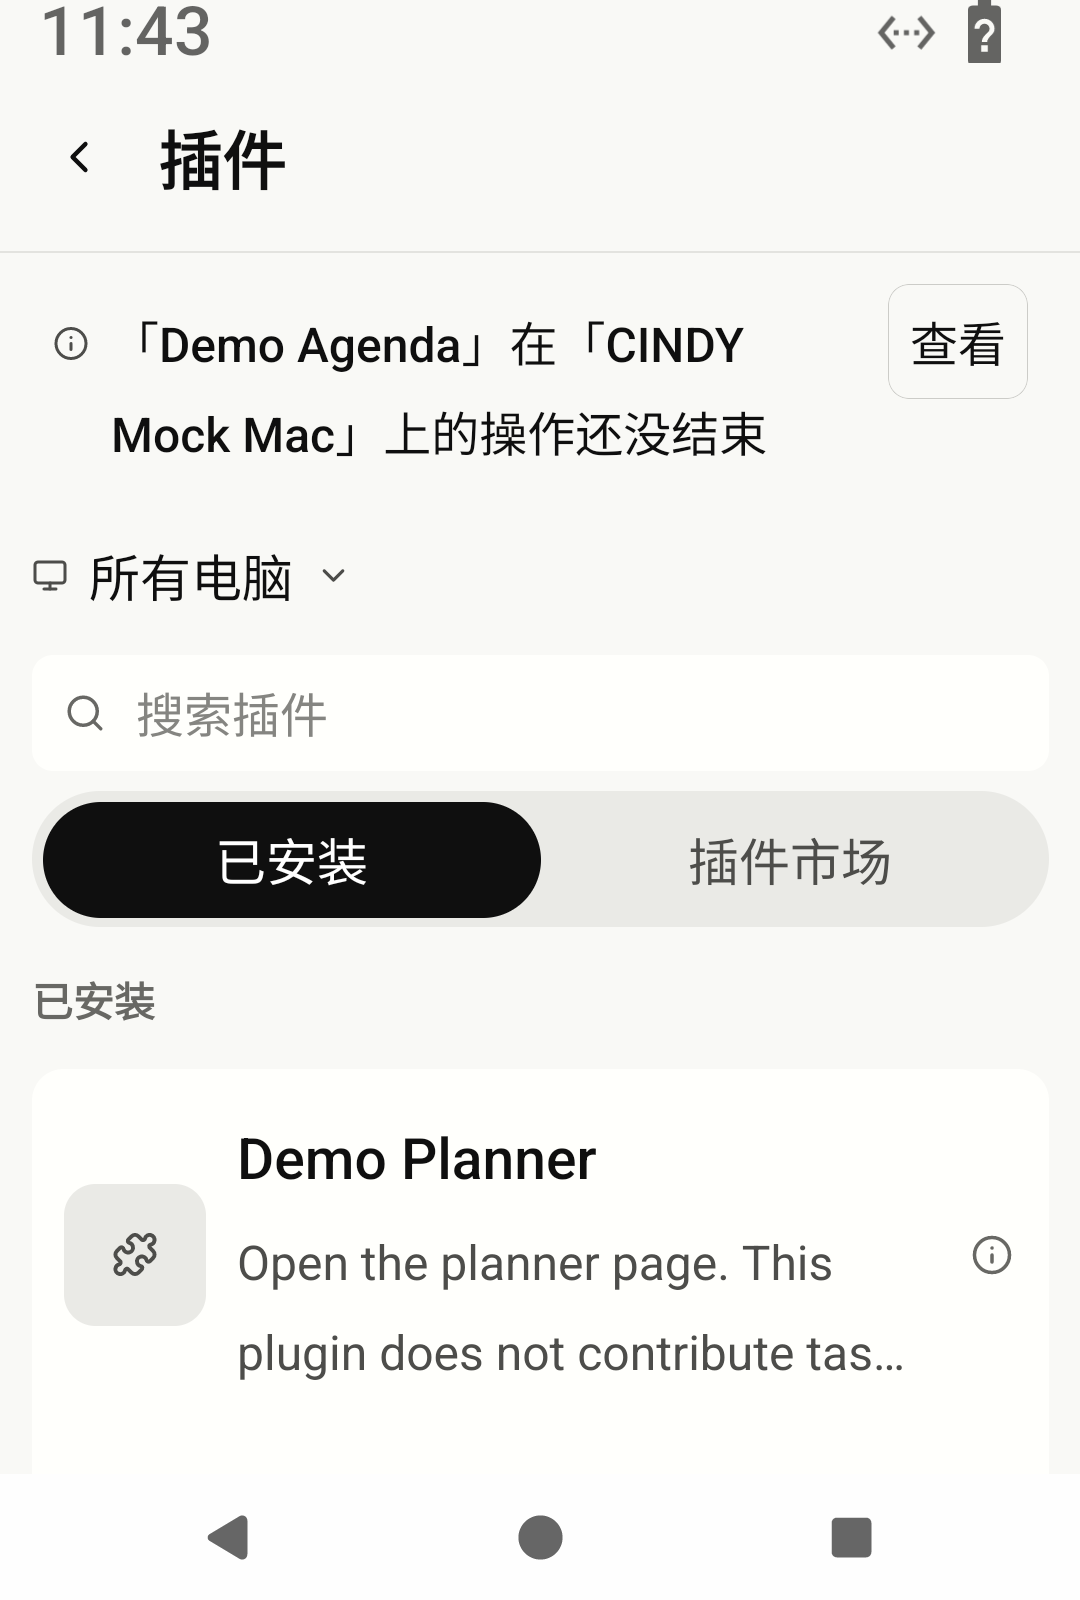 11:43
插件
「Demo Agenda」在「CINDY
Mock Mac」上的操作还没结束
查看
所有电脑
搜索插件
已安装
插件市场
已安装
Demo Planner
Open the planner page. This
plugin does not contribute tas…